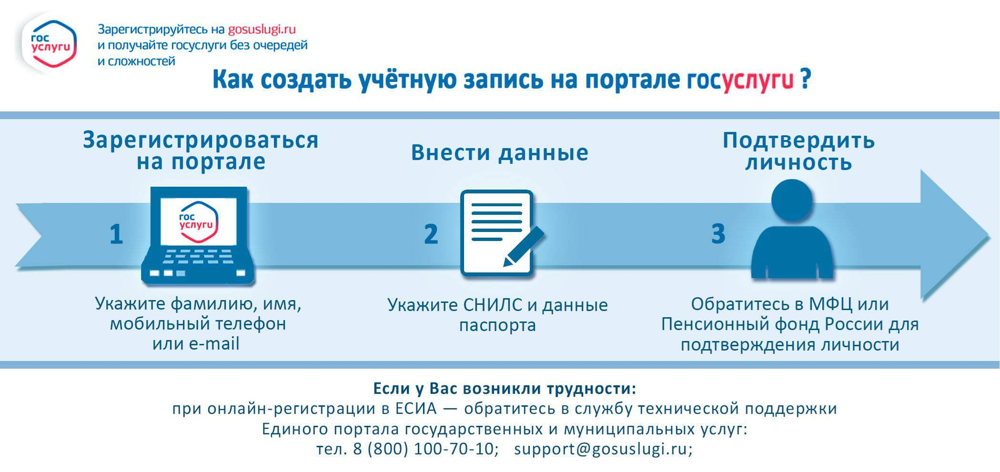 гос
услуги
Зарегистрируйтесь на gosuslugi.ru
и получайте госуслуги без очередей
и сложностей
Как создать учётную запись на портале госуслуги ?
Зарегистрироваться
на портале
1
гос
услуги
Укажите фамилию, имя,
мобильный телефон
или e-mail
Внести данные
2
Укажите СНИЛС и данные
паспорта
Подтвердить
личность
3
Обратитесь в МФЦ или
Пенсионный фонд России для
подтверждения личности
Если у Вас возникли трудности:
при онлайн-регистрации в ЕСИА — обратитесь в службу технической поддержки
Единого портала государственных и муниципальных услуг:
тел. 8 (800) 100-70-10; support@gosuslugi.ru;